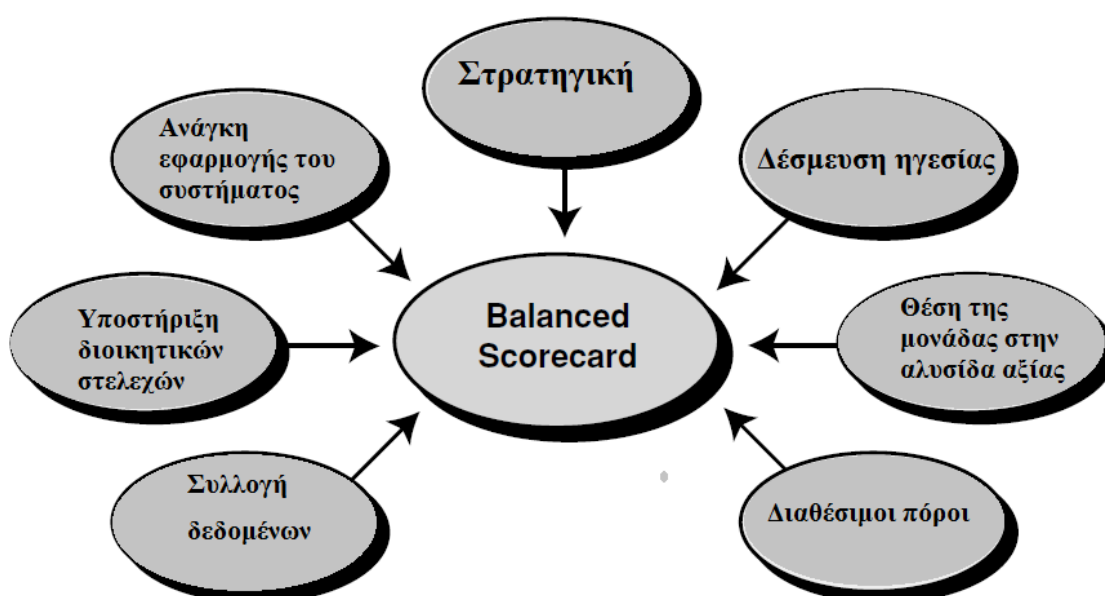 Στρατηγική
Ανάγκη
εφαρμογής του
συστήματος
Δέσμευση ηγεσίας
Υποστήριξη
διοικητικών
στελεχών
Balanced
Scorecard
Θέση της
μονάδας στην
αλυσίδα αξίας
Συλλογή
δεδομένων
Διαθέσιμοι πόροι